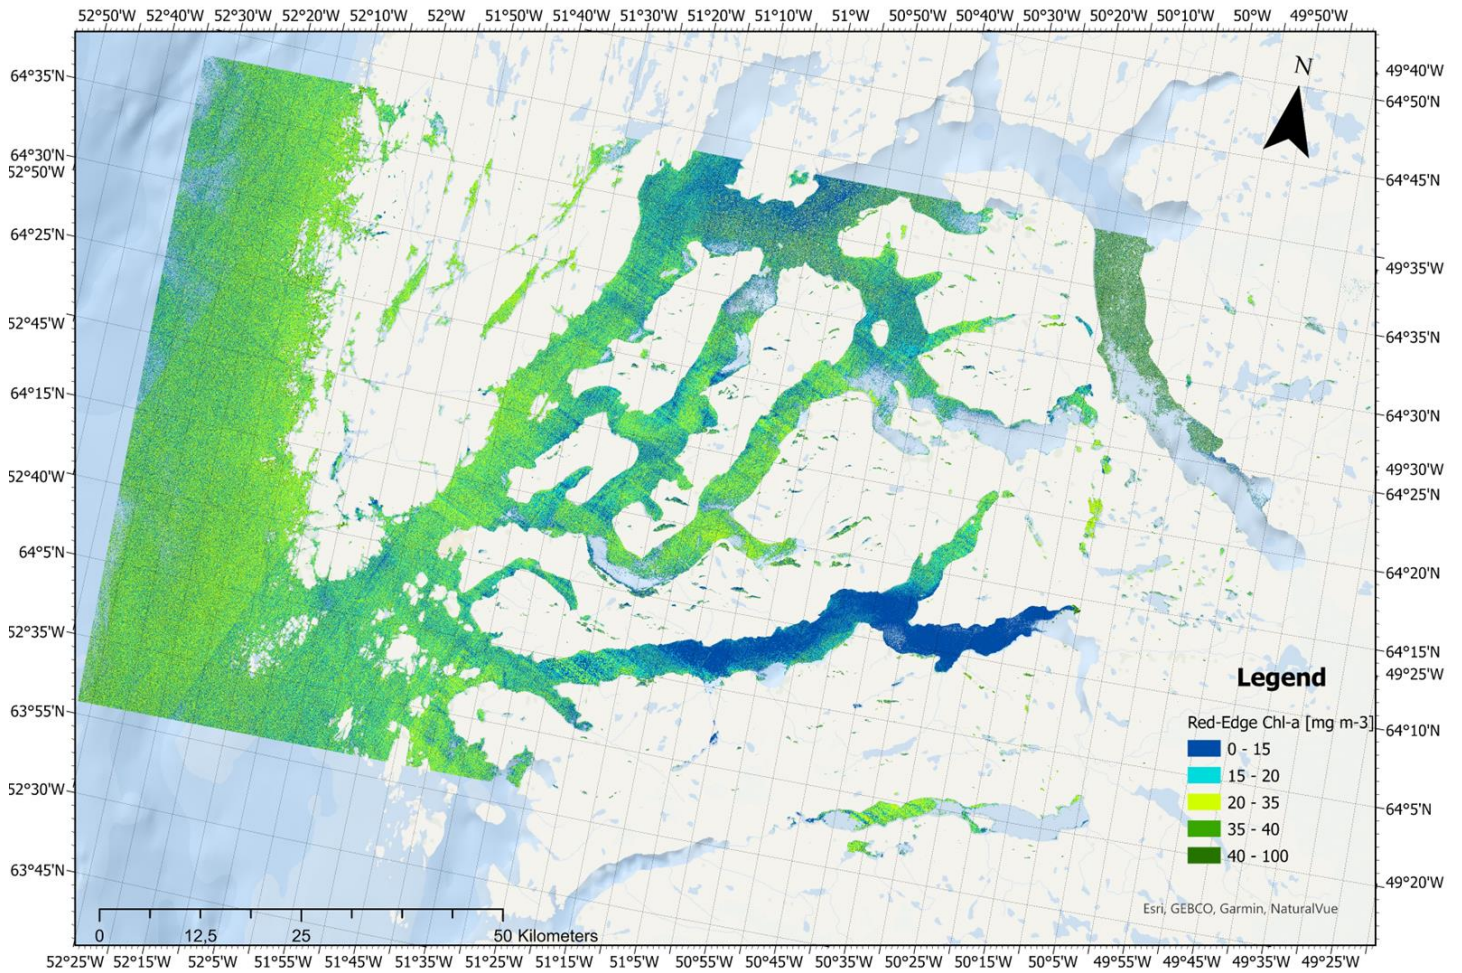 52°50'W 52°40'W 52°30'W 52°20'W 52°10'W 52°W 51°50'W 51°40'W 51°30'W 51°20'W 51°10'W 51°W 50°50'W 50°40'W 50°30'W 50°20'W 50°10'W 50°W 49°50'W
N
64°35'N
49°40'W
64°50'N
64°30'N
52°50'W
64°45'N
64°25'N
49°35'W
52°45'W
64°35'N
64°15'N
64°30'N
52°40'W
49°30'W
64°25'N
64°5'N
64°20'N
52°35'W
64°15'N
49°25'W
Legend
63°55'W
Red-Edge Chl-a [mg m-3]
64°10'N
0 - 15
15 - 20
52°30'W
20 - 35
64°5'N
35 - 40
40 - 100
63°45'N
49°20'W
Esri, GEBCO, Garmin, NaturalVue
0 12,5 25 50 Kilometers
52°25'W 52°15'W 52°5'W 51°55'W 51°45'W 51°35'W 51°25'W 51°15'W 51°5'W 50°55'W 50°45'W 50°35'W 50°25'W 50°15'W 50°5'W 49°55'W 49°45'W 49°35'W 49°25'W